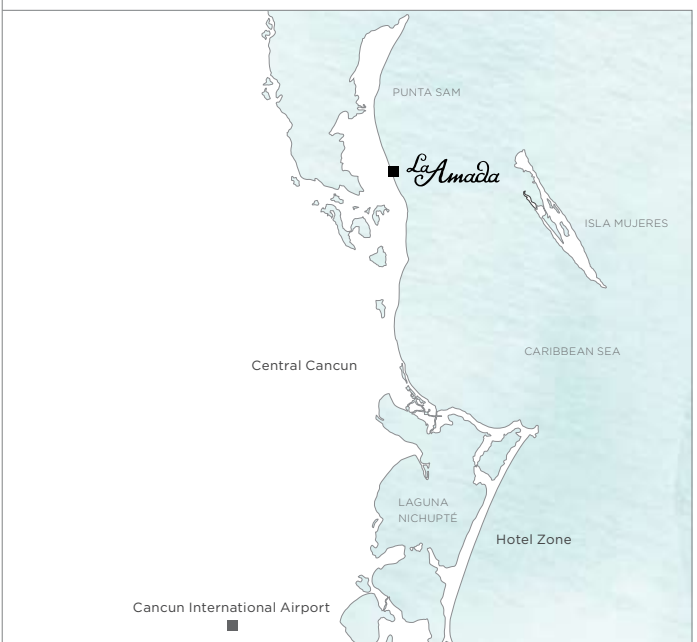 PUNTA SAM
La Amada
ISLA MUJERES
CARIBBEAN SEA
Central Cancun
LAGUNA
NICHUPTÉ
Hotel Zone
Cancun International Airport